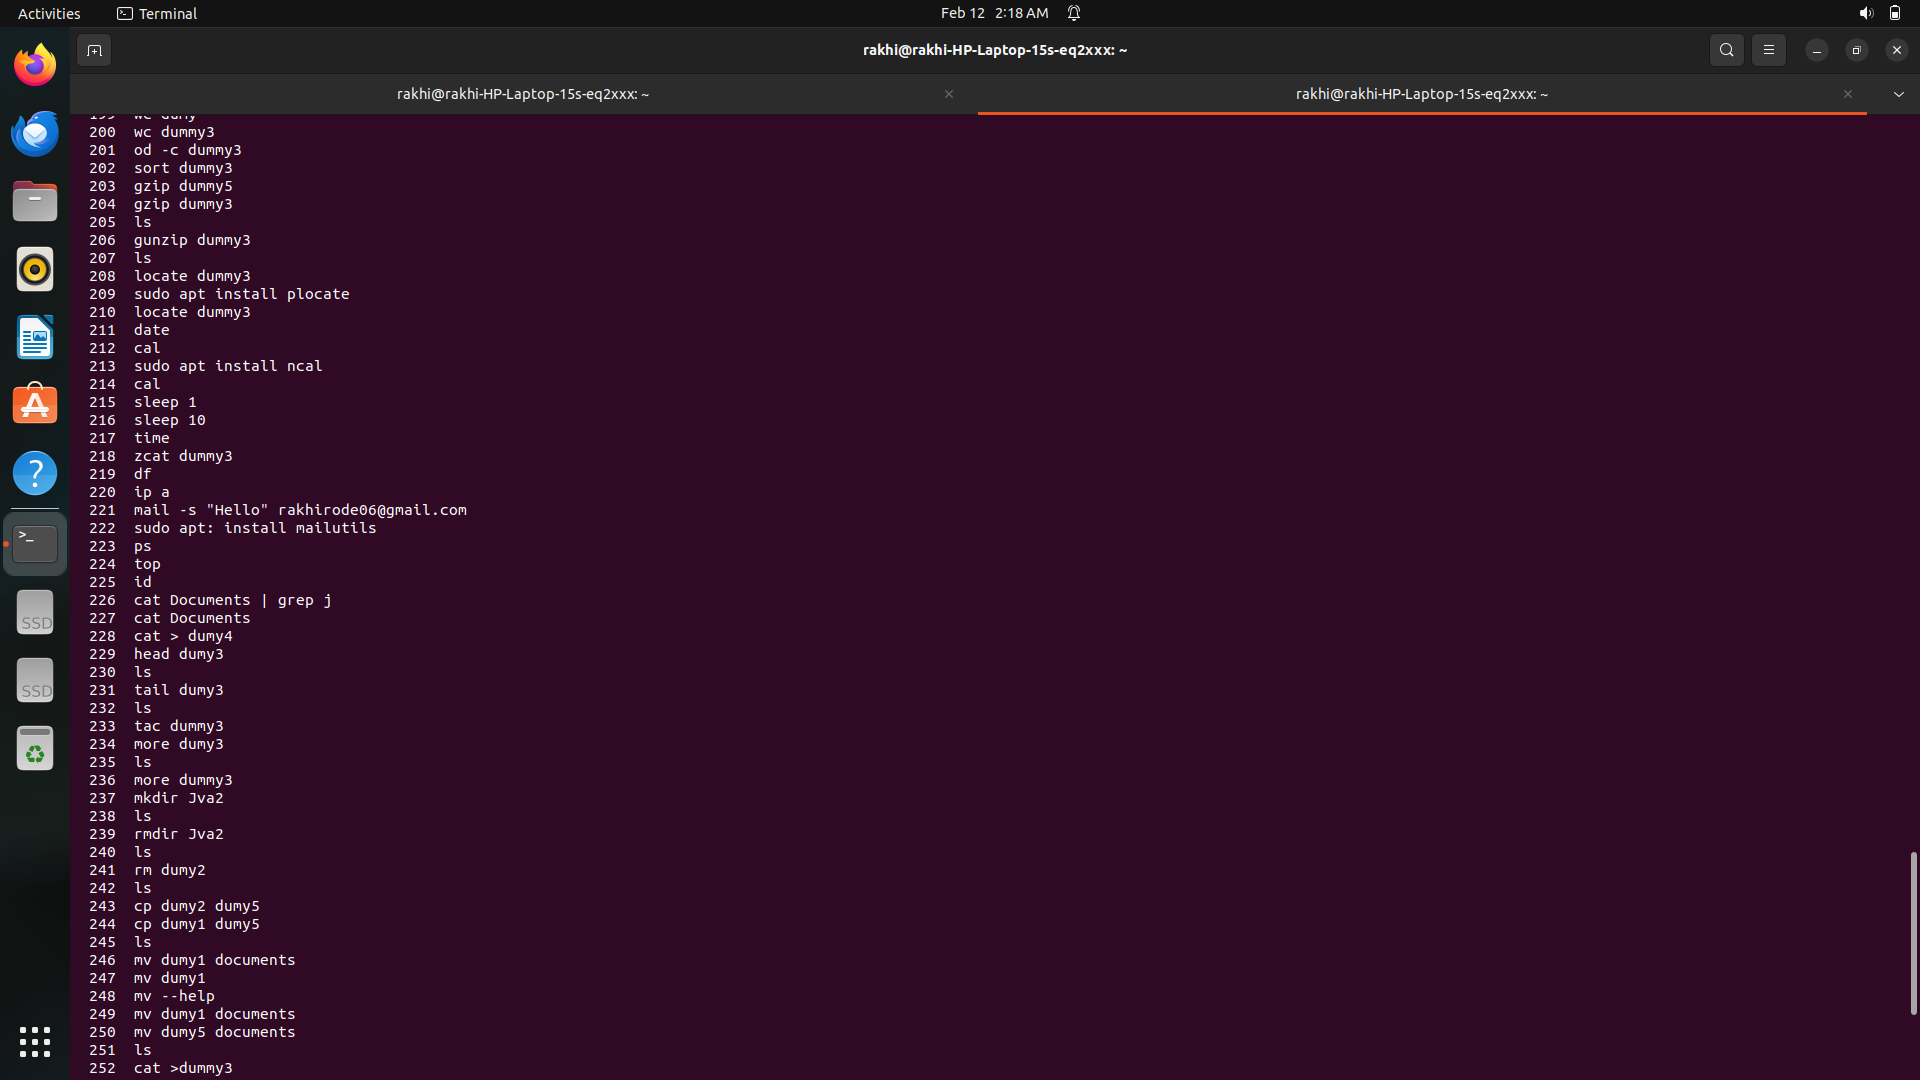 Activities
Terminal
Feb 12 2:18 AM
rakhi@rakhi-HP-Laptop-15s-eq2xxx: ~
rakhi@rakhi-HP-Laptop-15s-eq2xxx: ~
rakhi@rakhi-HP-Laptop-15s-eq2xxx: ~
199 wc dumy
200 wc dummy3
201 od -c dummy3
202 sort dummy3
203 gzip dummy5
204 gzip dummy3
205 ls
206 gunzip dummy3
207 ls
208 locate dummy3
209 sudo apt install plocate
210 locate dummy3
211 date
212 cal
213 sudo apt install ncal
214 cal
215 sleep 1
216 sleep 10
217 time
218 zcat dummy3
219 df
220 ip a
221 mail -s "Hello" rakhirode06@gmail.com
222 sudo apt: install mailutils
223 ps
224 top
225 id
226 cat Documents | grep j
227 cat Documents
228 cat > dumy4
229 head dumy3
230 ls
231 tail dumy3
232 ls
233 tac dummy3
234 more dumy3
235 ls
236 more dummy3
237 mkdir Jva2
238 ls
239 rmdir Jva2
240 ls
241 rm dumy2
242 ls
243 cp dumy2 dumy5
244 cp dumy1 dumy5
245 ls
246 mv dumy1 documents
247 mv dumy1
248 mv --help
249 mv dumy1 documents
250 mv dumy5 documents
251 ls
252 cat >dummy3
SSD
SSD